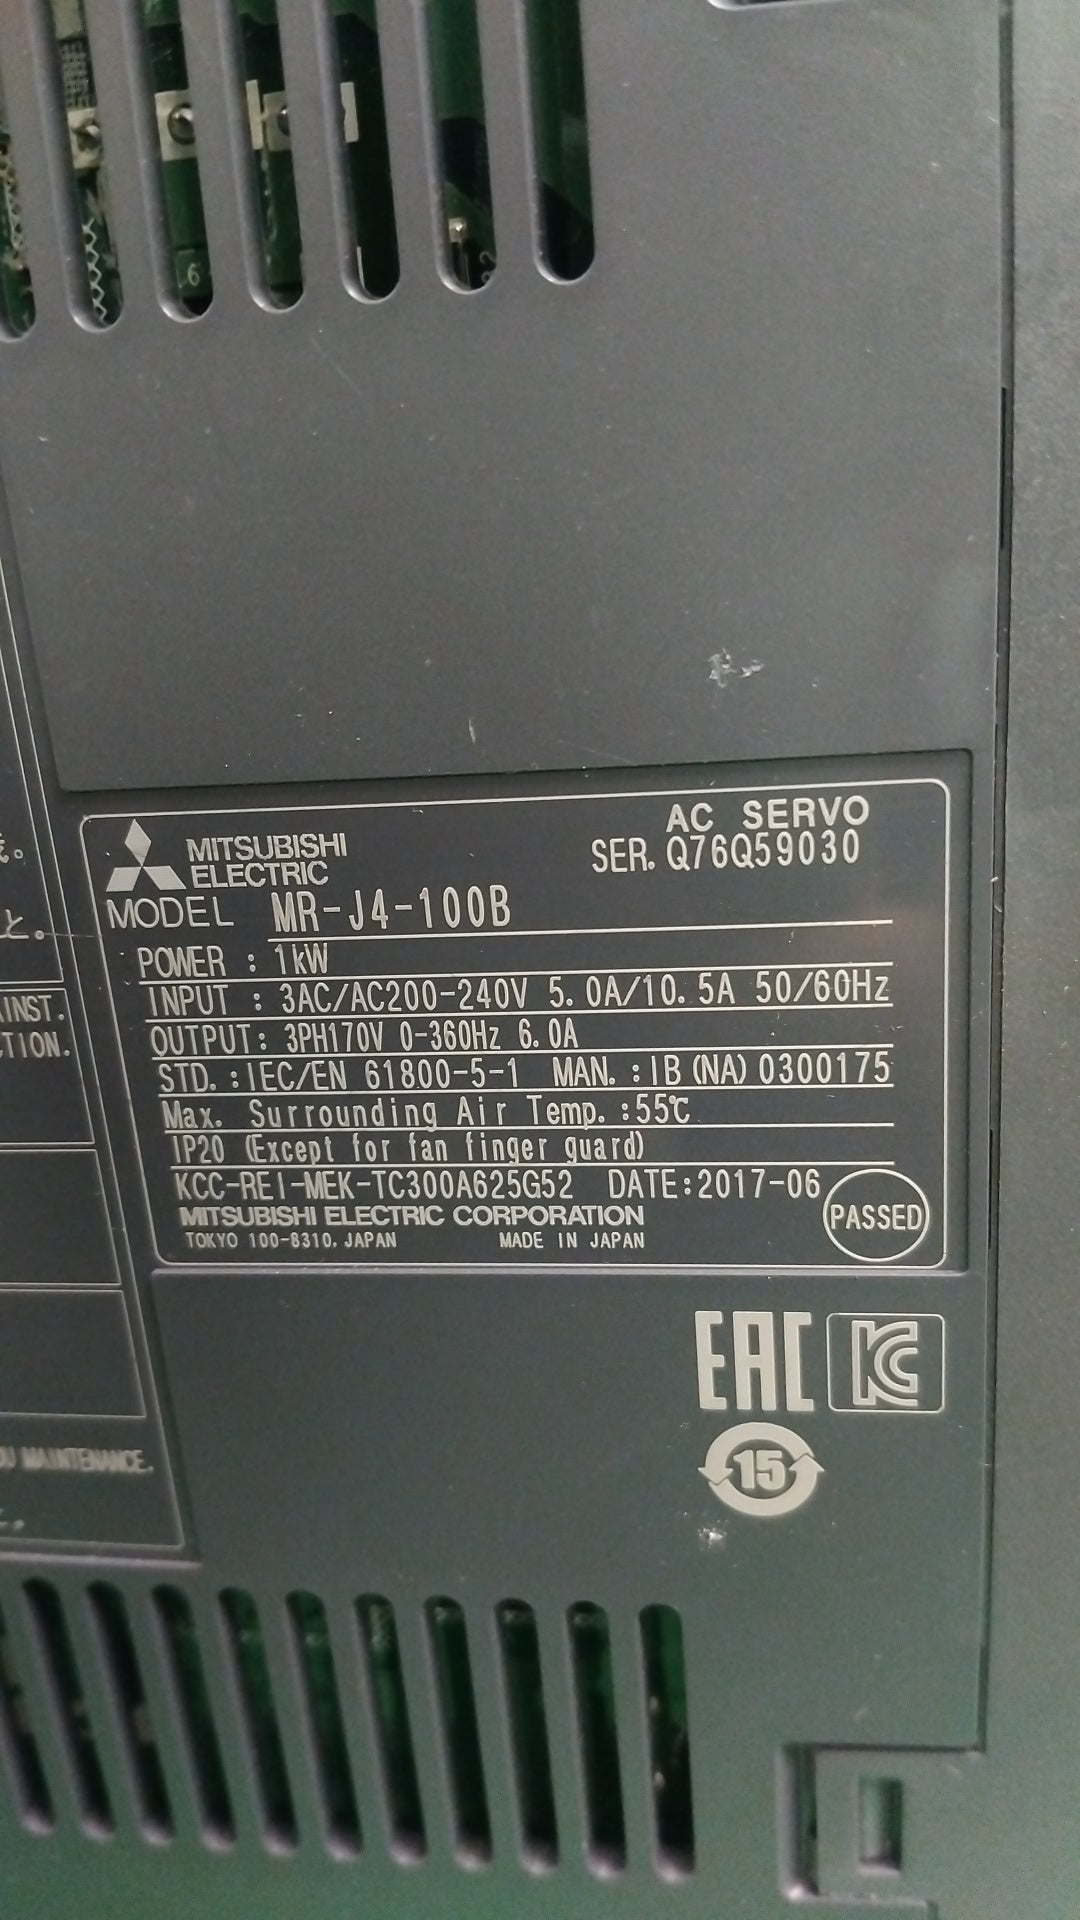 6
AC SERVO
MITSUBISHI
ELECTRIC
SER. Q76Q59030
MODEL MR-J4-100B
POWER : 1kW
INPUT : 3AC/AC200-240V 5.0A/10.5A 50/60Hz
OUTPUT: 3PH170V 0-360Hz 6.0A
STD. : IEC/EN 61800-5-1 MAN. : IB (NA) 0300175
Max. Surrounding Air Temp. : 55℃
IP20 (Except for fan finger guard)
KCC-REI-MEK-TC300A625G52 DATE:2017-06
MITSUBISHI ELECTRIC CORPORATION
TOKYO 100-8310, JAPAN MADE IN JAPAN
PASSED
EAC KC
15
と。
MAINTENANCE.